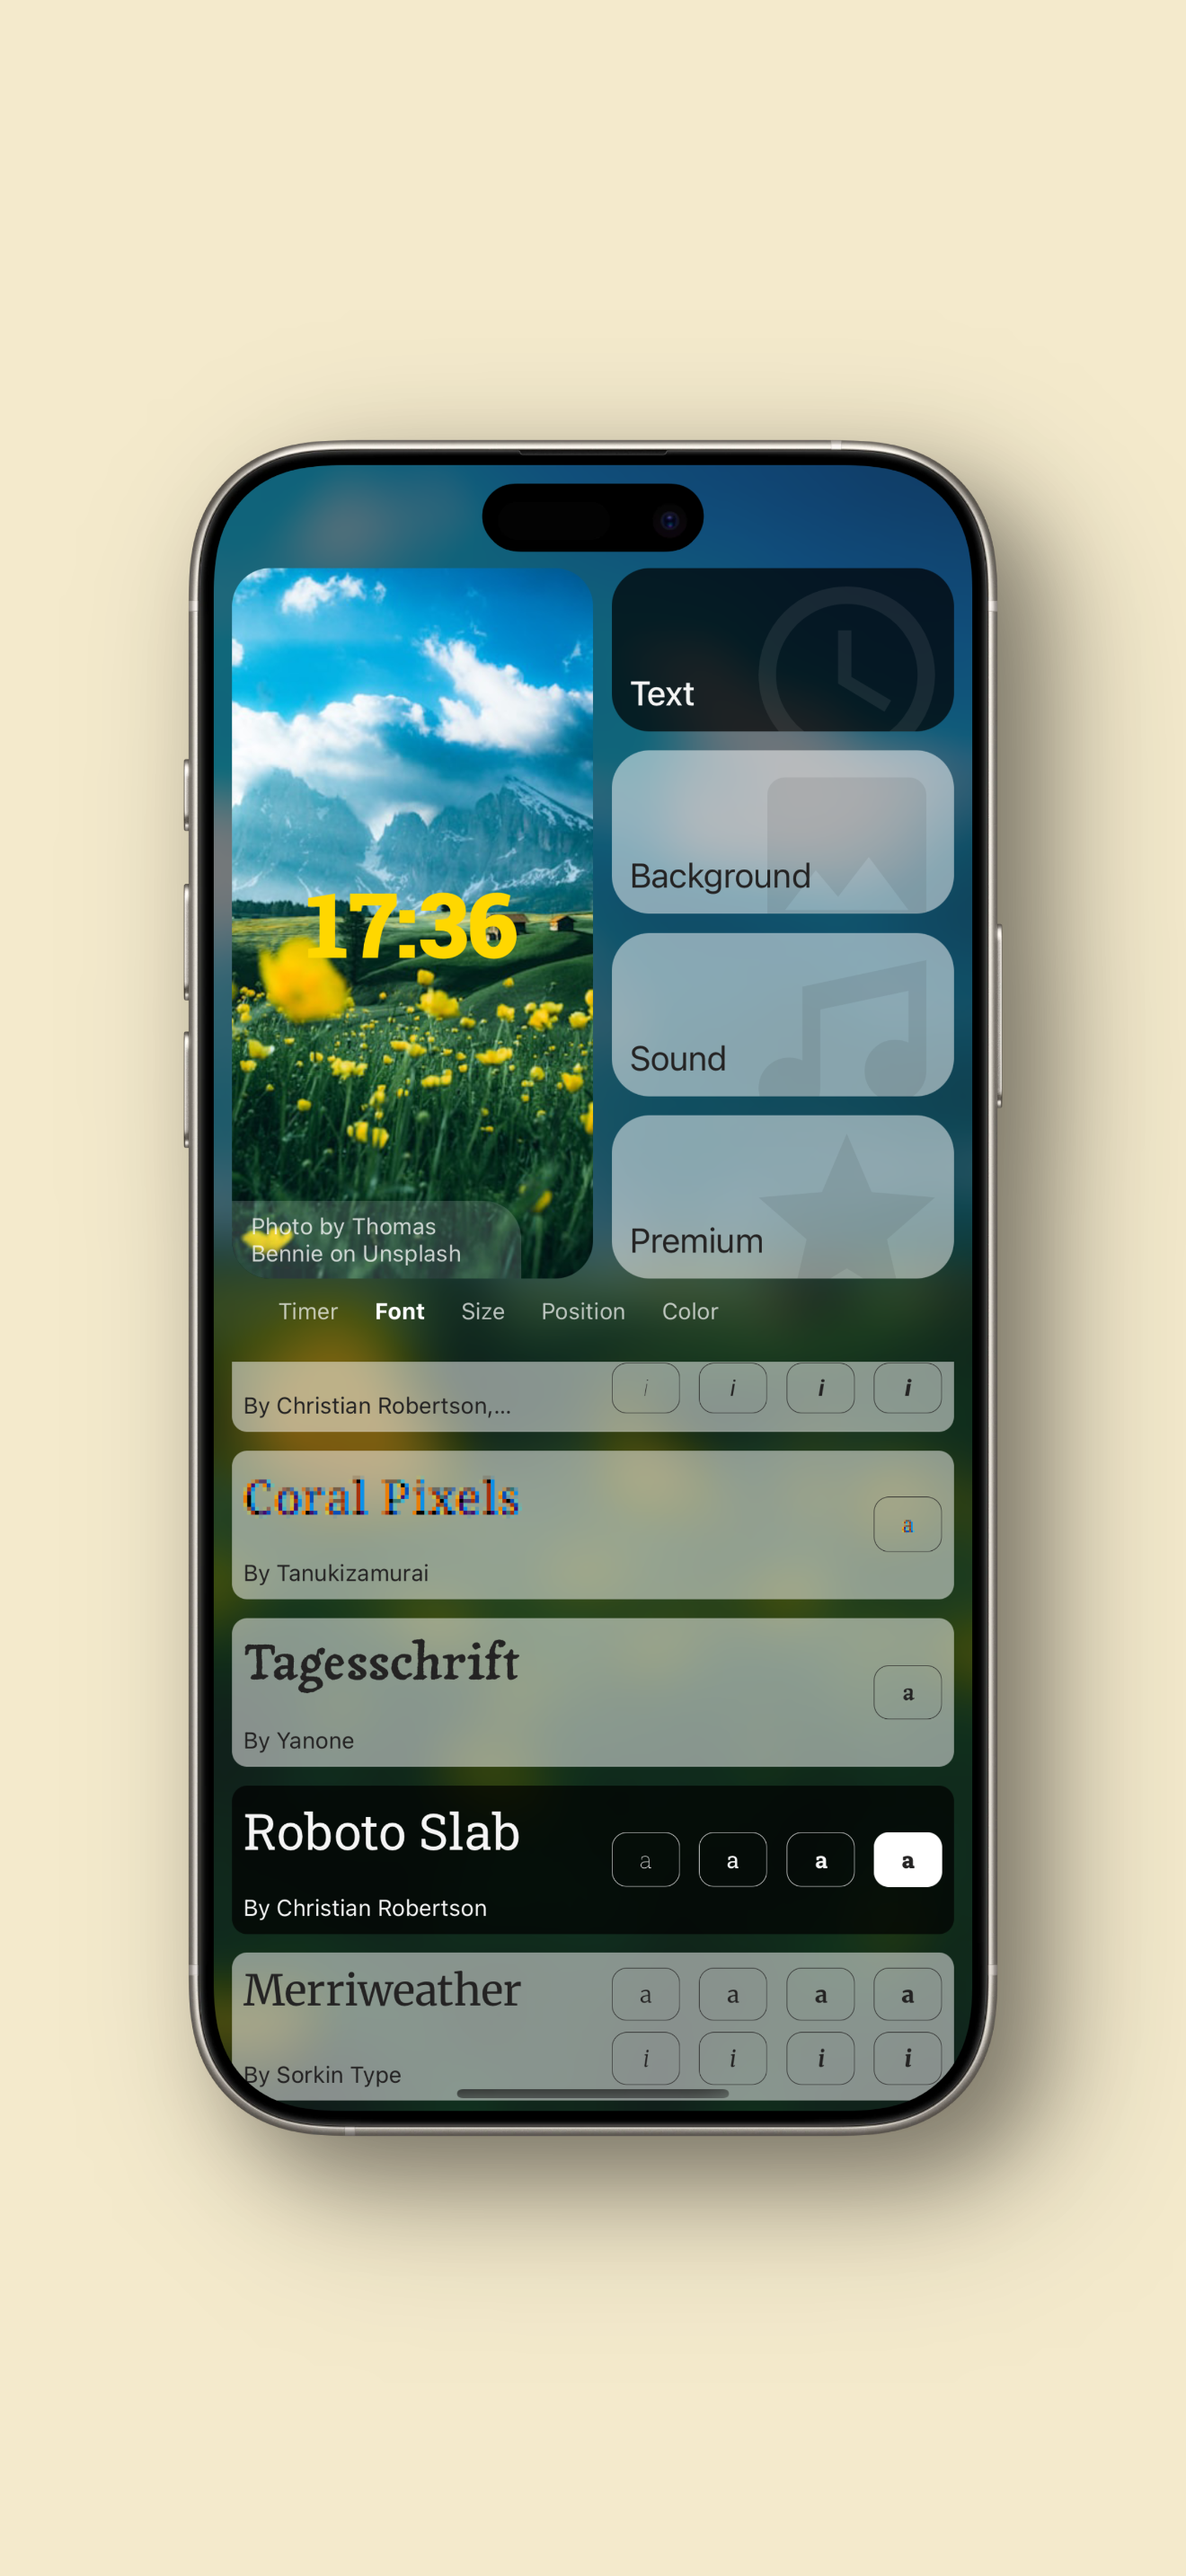 17:36
Photo by Thomas
Bennie on Unsplash
Text
Background
Sound
Premium
Timer Font Size Position Color
i i i i
By Christian Robertson,...
Coral Pixels
a
By Tanukizamurai
Tagesschrift
a
By Yanone
Roboto Slab
a a a a
By Christian Robertson
Merriweather
a a a a
i i i i
By Sorkin Type